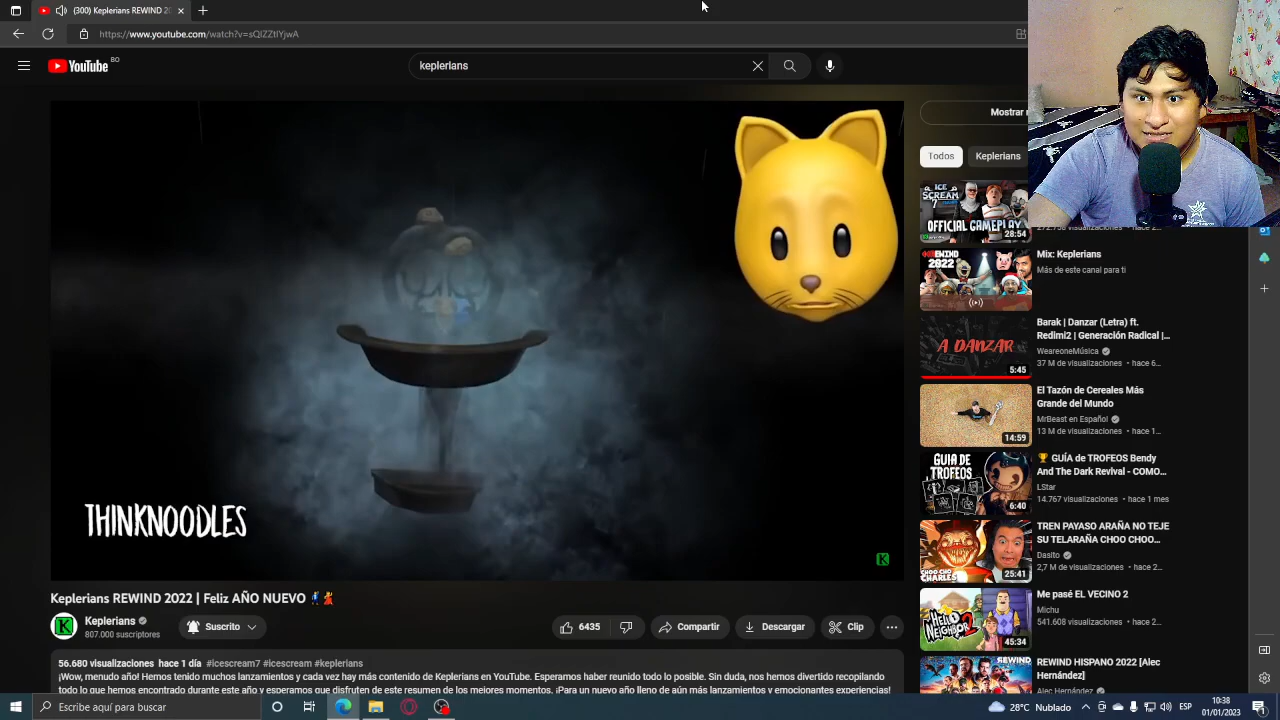 (300) Keplerians REWIND 20
https://www.youtube.com/watch?v=sQIZZtIYjwA
YouTube BO
keplerians
Mostrar
Todos
Keplerians
ICE SCREAM 7
OFFICIAL GAMEPLAY
28:54
REWIND 2022
Mix: Keplerians
Más de este canal para ti
A DANZAR
5:45
Barak | Danzar (Letra) ft.
Redimi2 | Generación Radical |...
WeareoneMúsica
37 M de visualizaciones • hace 6...
14:59
El Tazón de Cereales Más
Grande del Mundo
MrBeast en Español
13 M de visualizaciones • hace 1...
GUIA DE TROFEOS
6:40
🏆 GUÍA de TROFEOS Bendy
And The Dark Revival - COMO...
LStar
14.767 visualizaciones • hace 1 mes
CHOO CHOO CHARLES
25:41
TREN PAYASO ARAÑA NO TEJE
SU TELARAÑA CHOO CHOO...
Dasito
2,7 M de visualizaciones • hace 2...
HELLO NEIGHBOR 2
45:34
Me pasé EL VECINO 2
Michu
541.608 visualizaciones • hace 2...
REWIND
REWIND HISPANO 2022 [Alec
Hernández]
Alec Hernández
THINKNOODLES
K
Keplerians REWIND 2022 | Feliz AÑO NUEVO 🕺💃
K
Keplerians
807.000 suscriptores
Suscrito
6435
Compartir
Descargar
Clip
56.680 visualizaciones hace 1 día #icescream7 #icescream #keplerians
¡Wow, menudo año! Hemos tenido muchos lanzamientos y cada vez hay más contenido de Keplerians en YouTube. Esperamos haber reunido todo lo posible. Sin duda, nos hemos divertido recopilando
todo lo que hemos encontrado durante este año y esperamos que disfruten de este resumen de los mejores momentos. ¡Para un nuevo año lleno de aún más lanzamientos y emocionantes experiencias!
Escribe aquí para buscar
28°C Nublado
ESP
10:38
01/01/2023